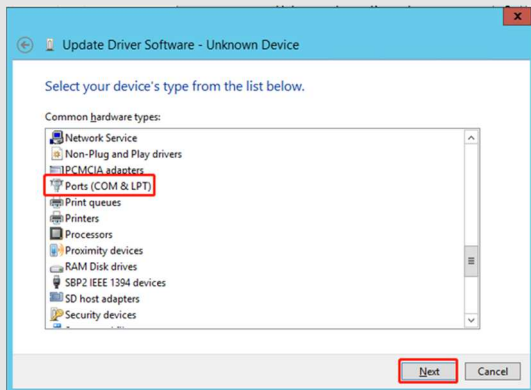 Update Driver Software - Unknown Device
Select your device's type from the list below.
Common hardware types:
Network Service
Non-Plug and Play drivers
PCMCIA adapters
Ports (COM & LPT)
Print queues
Printers
Processors
Proximity devices
RAM Disk drives
SBP2 IEEE 1394 devices
SD host adapters
Security devices
Next
Cancel